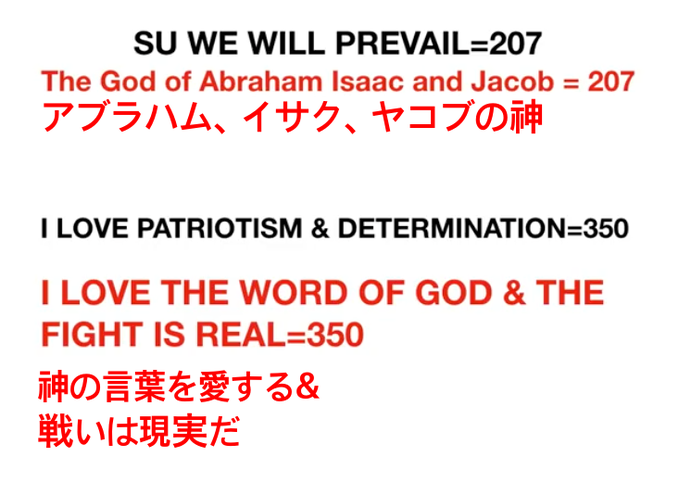 SU WE WILL PREVAIL=207
The God of Abraham Isaac and Jacob = 207
アブラハム、イサク、ヤコブの神
I LOVE PATRIOTISM & DETERMINATION=350
I LOVE THE WORD OF GOD & THE
FIGHT IS REAL=350
神の言葉を愛する&
戦いは現実だ